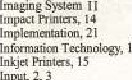 Imaging System 11
Impact Printers, 14
Implementation, 21
Information Technology, 1
Inkjet Printers, 15
Input, 2, 3